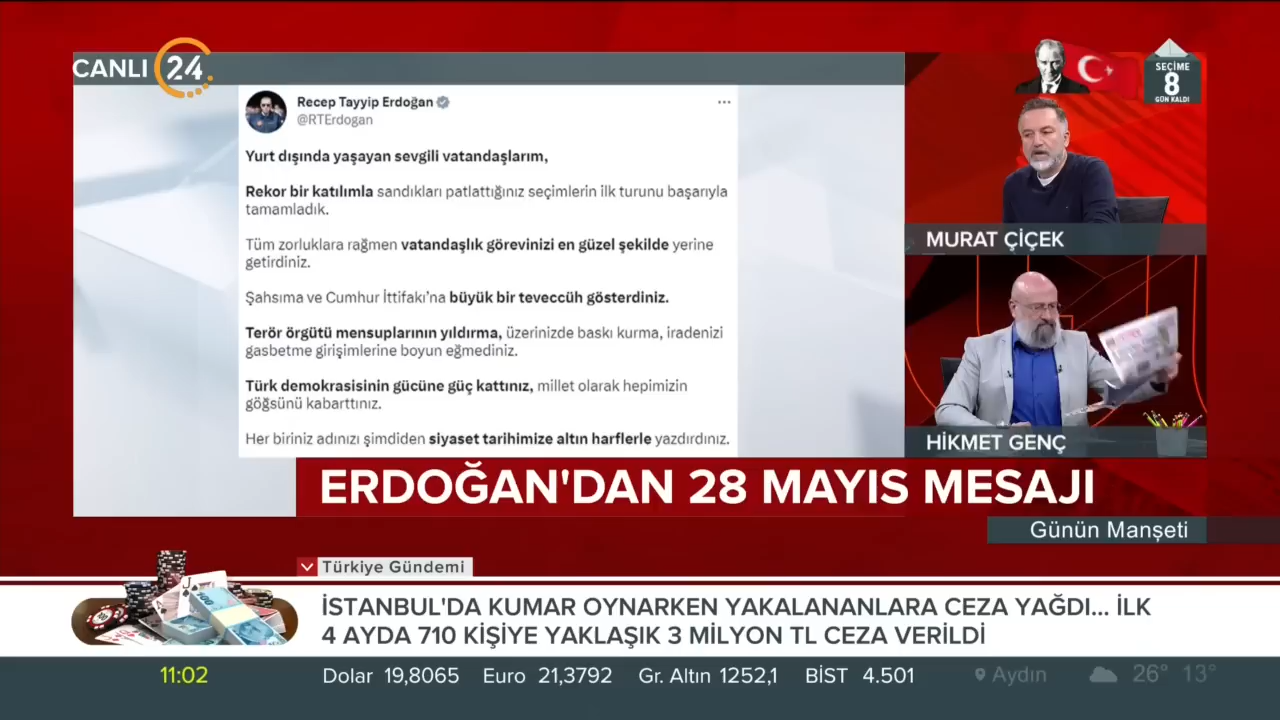 CANLI 24
Recep Tayyip Erdoğan
@RTErdogan
Yurt dışında yaşayan sevgili vatandaşlarım,
Rekor bir katılımla sandıkları patlattığınız seçimlerin ilk turunu başarıyla
tamamladık.
Tüm zorluklara rağmen vatandaşlık görevinizi en güzel şekilde yerine
getirdiniz.
Şahsıma ve Cumhur İttifakı'na büyük bir teveccüh gösterdiniz.
Terör örgütü mensuplarının yıldırma, üzerinizde baskı kurma, iradenizi
gasbetme girişimlerine boyun eğmediniz.
Türk demokrasisinin gücüne güç kattınız, millet olarak hepimizin
göğsünü kabarttınız.
Her biriniz adınızı şimdiden siyaset tarihimize altın harflerle yazdırdınız.
SEÇİME
8
GÜN KALDI
MURAT ÇİÇEK
HİKMET GENÇ
ERDOĞAN'DAN 28 MAYIS MESAJI
Günün Manşeti
Türkiye Gündemi
İSTANBUL'DA KUMAR OYNARKEN YAKALANANLARA CEZA YAĞDI... İLK
4 AYDA 710 KİŞİYE YAKLAŞIK 3 MİLYON TL CEZA VERİLDİ
11:02 Dolar 19,8065 Euro 21,3792 Gr. Altın 1252,1 BİST 4.501 Aydın 26° 13°